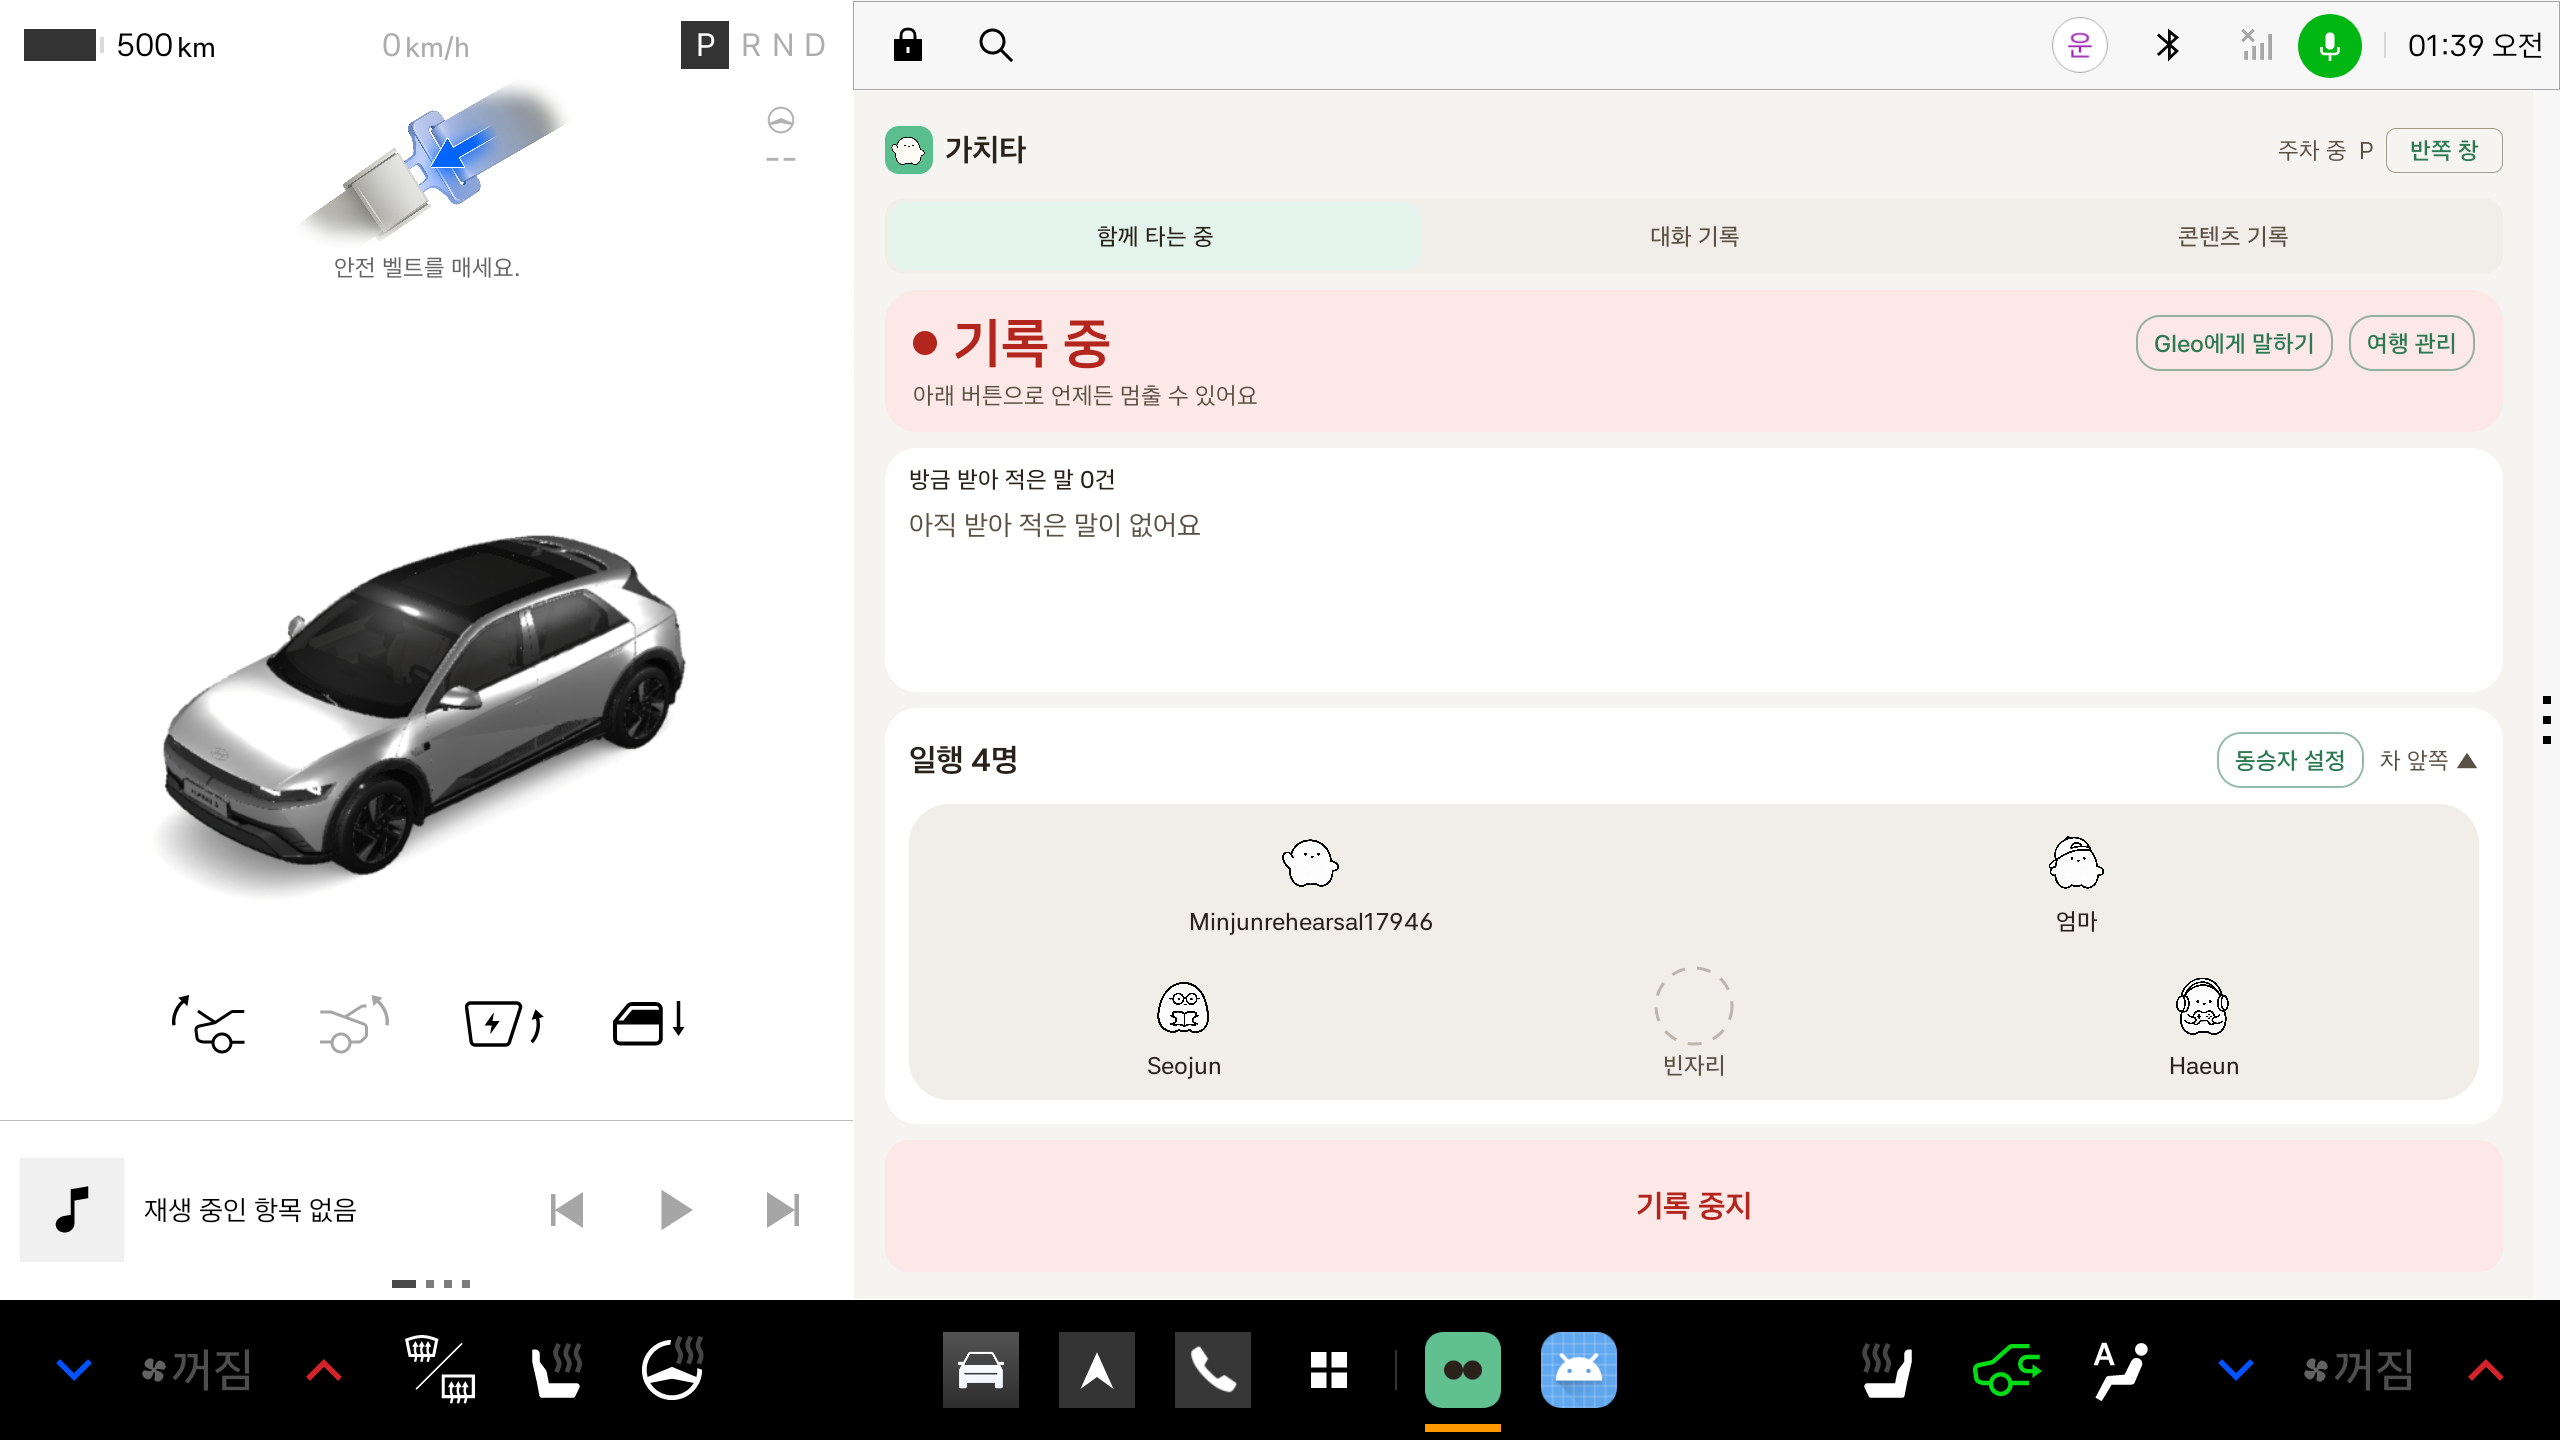 500 km
0 km/h
P R N D
안전 벨트를 매세요.
재생 중인 항목 없음
운
01:39 오전
가치타
주차 중 P
반쪽 창
함께 타는 중
대화 기록
콘텐츠 기록
기록 중
Gleo에게 말하기
여행 관리
아래 버튼으로 언제든 멈출 수 있어요
방금 받아 적은 말 0건
아직 받아 적은 말이 없어요
일행 4명
동승자 설정
차 앞쪽 ▲
Minjunrehearsal17946
엄마
Seojun
빈자리
Haeun
기록 중지
꺼짐
A
꺼짐